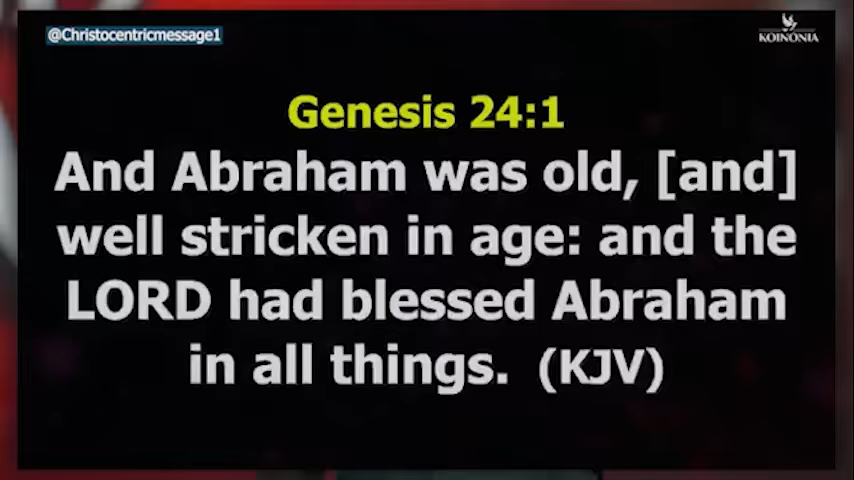 @Christocentricmessage1
KOINONIA
Genesis 24:1
And Abraham was old, [and]
well stricken in age: and the
LORD had blessed Abraham
in all things. (KJV)